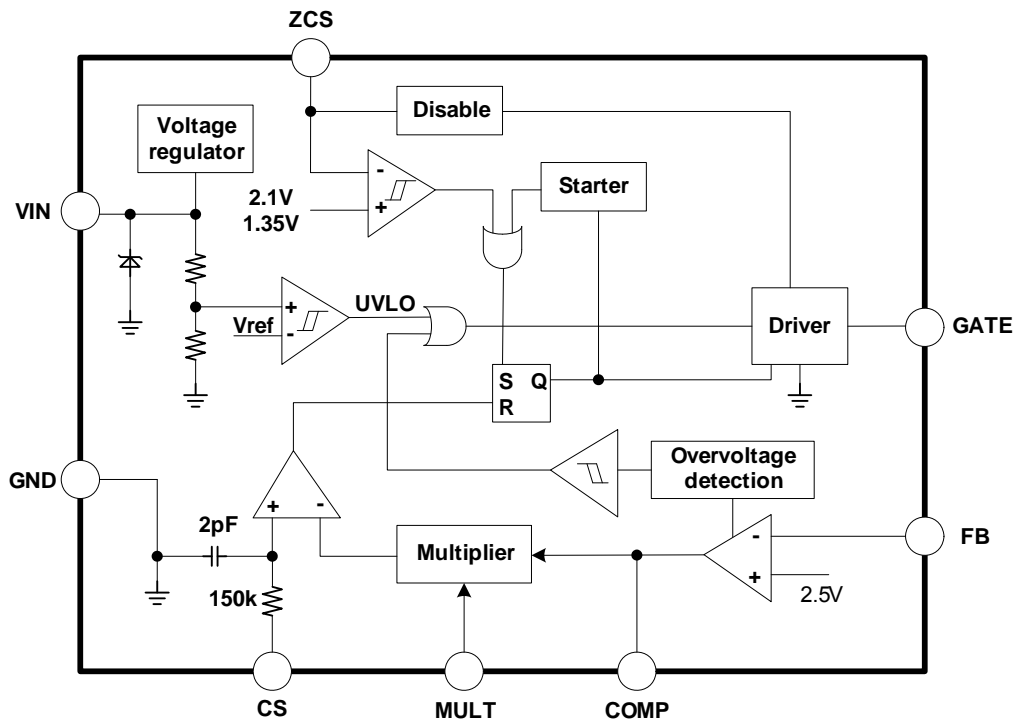 ZCS
Disable
Voltage
regulator
-
+
2.1V
1.35V
Starter
VIN
UVLO
+
-
Vref
Driver
GATE
S Q
R
GND
Overvoltage
detection
+ -
2pF
Multiplier
-
+
FB
2.5V
150k
CS
MULT
COMP